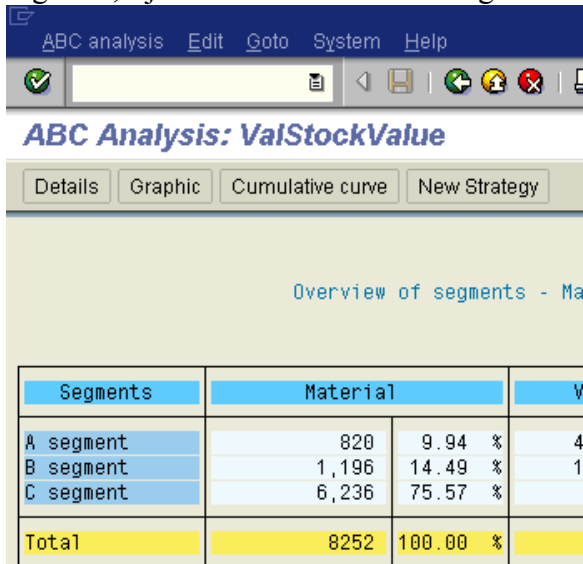 ABC analysis Edit Goto System Help
ABC Analysis: ValStockValue
Details Graphic Cumulative curve New Strategy
Overview of segments - Ma
Segments Material V
A segment 820 9.94 % 4
B segment 1,196 14.49 % 1
C segment 6,236 75.57 %
Total 8252 100.00 %